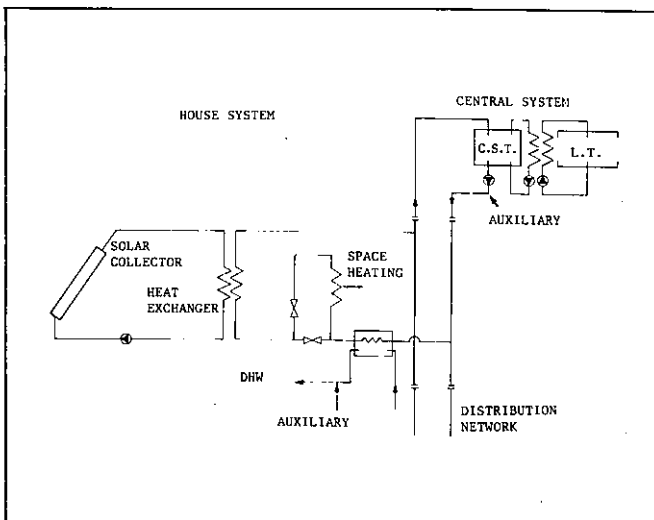 CENTRAL SYSTEM
HOUSE SYSTEM
C.S.T.
L.T.
AUXILIARY
SOLAR
COLLECTOR
SPACE
HEATING
HEAT
EXCHANGER
DHW
AUXILIARY
DISTRIBUTION
NETWORK